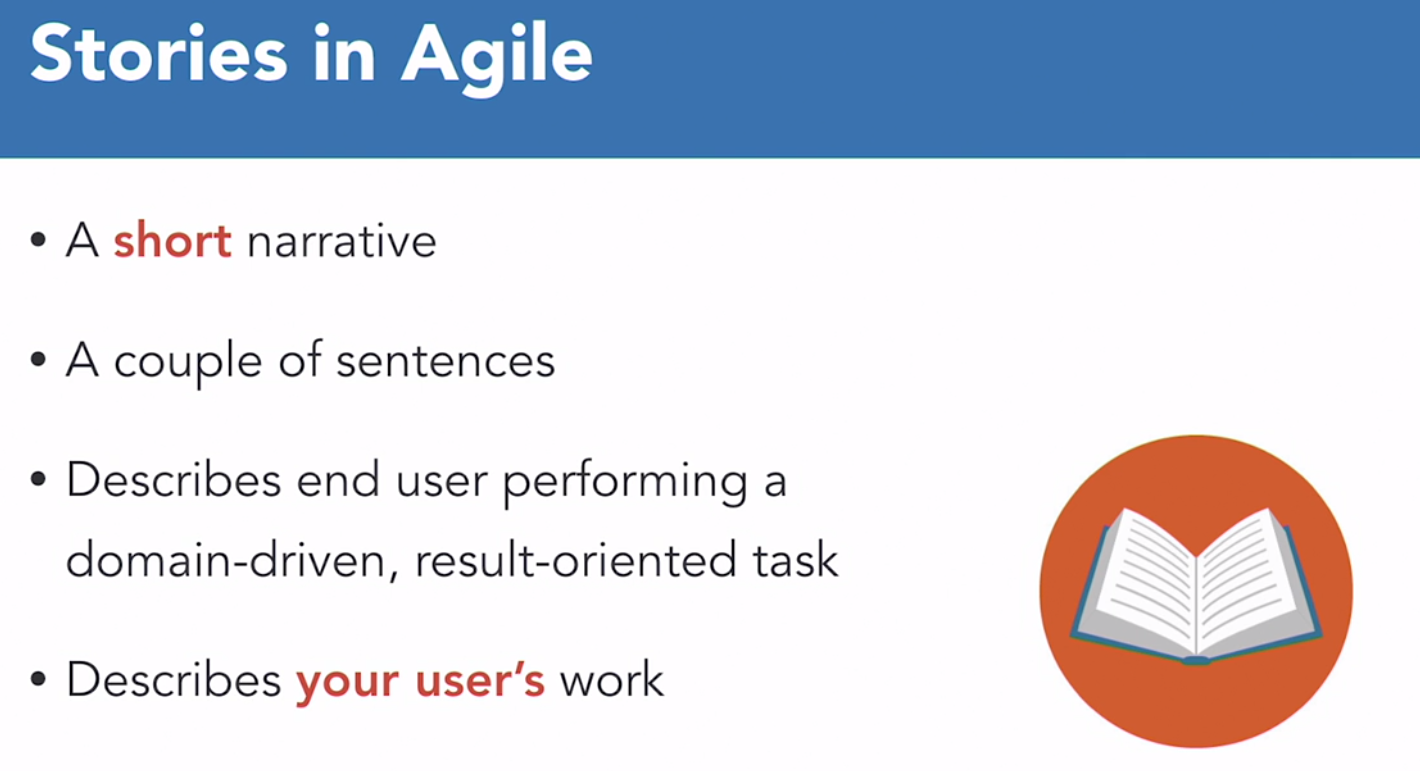 Stories in Agile
• A short narrative
• A couple of sentences
• Describes end user performing a
domain-driven, result-oriented task
• Describes your user’s work